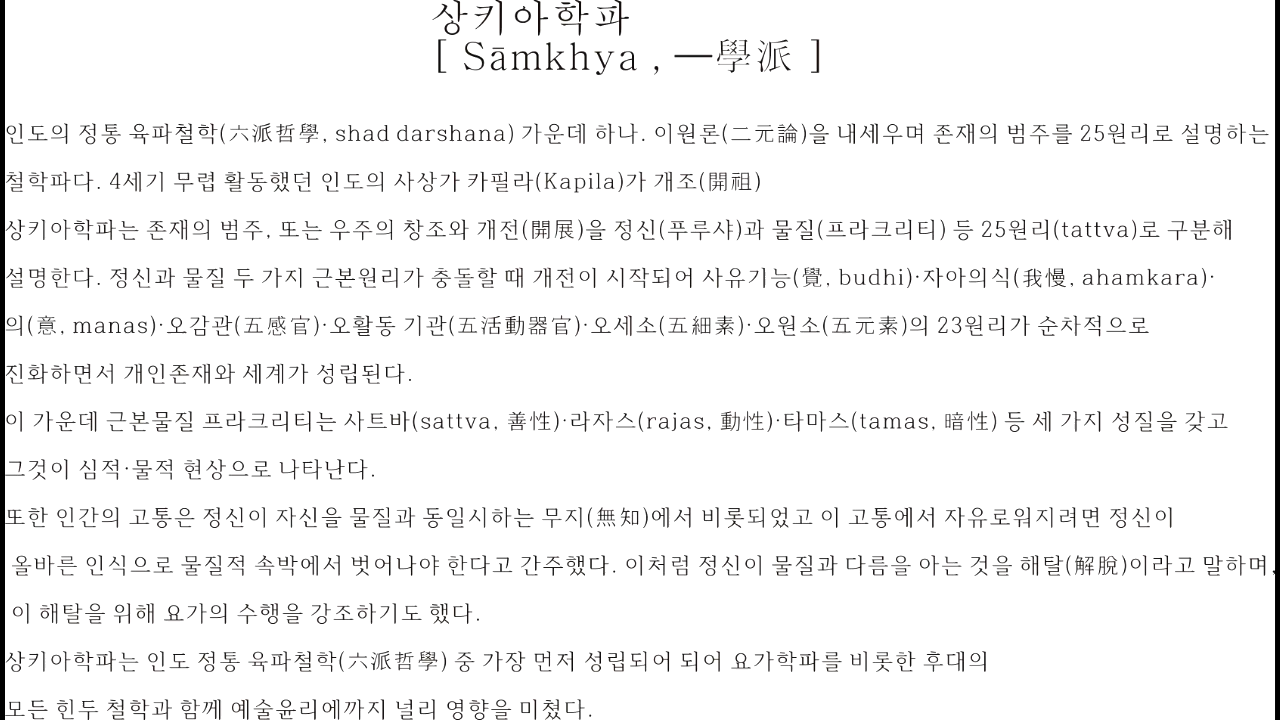 상키아학파
[ Sāmkhya , ―學派 ]
인도의 정통 육파철학(六派哲學, shad darshana) 가운데 하나. 이원론(二元論)을 내세우며 존재의 범주를 25원리로 설명하는
철학파다. 4세기 무렵 활동했던 인도의 사상가 카필라(Kapila)가 개조(開祖)
상키아학파는 존재의 범주, 또는 우주의 창조와 개전(開展)을 정신(푸루샤)과 물질(프라크리티) 등 25원리(tattva)로 구분해
설명한다. 정신과 물질 두 가지 근본원리가 충돌할 때 개전이 시작되어 사유기능(覺, budhi)·자아의식(我慢, ahamkara)·
의(意, manas)·오감관(五感官)·오활동 기관(五活動器官)·오세소(五細素)·오원소(五元素)의 23원리가 순차적으로
진화하면서 개인존재와 세계가 성립된다.
이 가운데 근본물질 프라크리티는 사트바(sattva, 善性)·라자스(rajas, 動性)·타마스(tamas, 暗性) 등 세 가지 성질을 갖고
그것이 심적·물적 현상으로 나타난다.
또한 인간의 고통은 정신이 자신을 물질과 동일시하는 무지(無知)에서 비롯되었고 이 고통에서 자유로워지려면 정신이
올바른 인식으로 물질적 속박에서 벗어나야 한다고 간주했다. 이처럼 정신이 물질과 다름을 아는 것을 해탈(解脫)이라고 말하며,
이 해탈을 위해 요가의 수행을 강조하기도 했다.
상키아학파는 인도 정통 육파철학(六派哲學) 중 가장 먼저 성립되어 되어 요가학파를 비롯한 후대의
모든 힌두 철학과 함께 예술윤리에까지 널리 영향을 미쳤다.